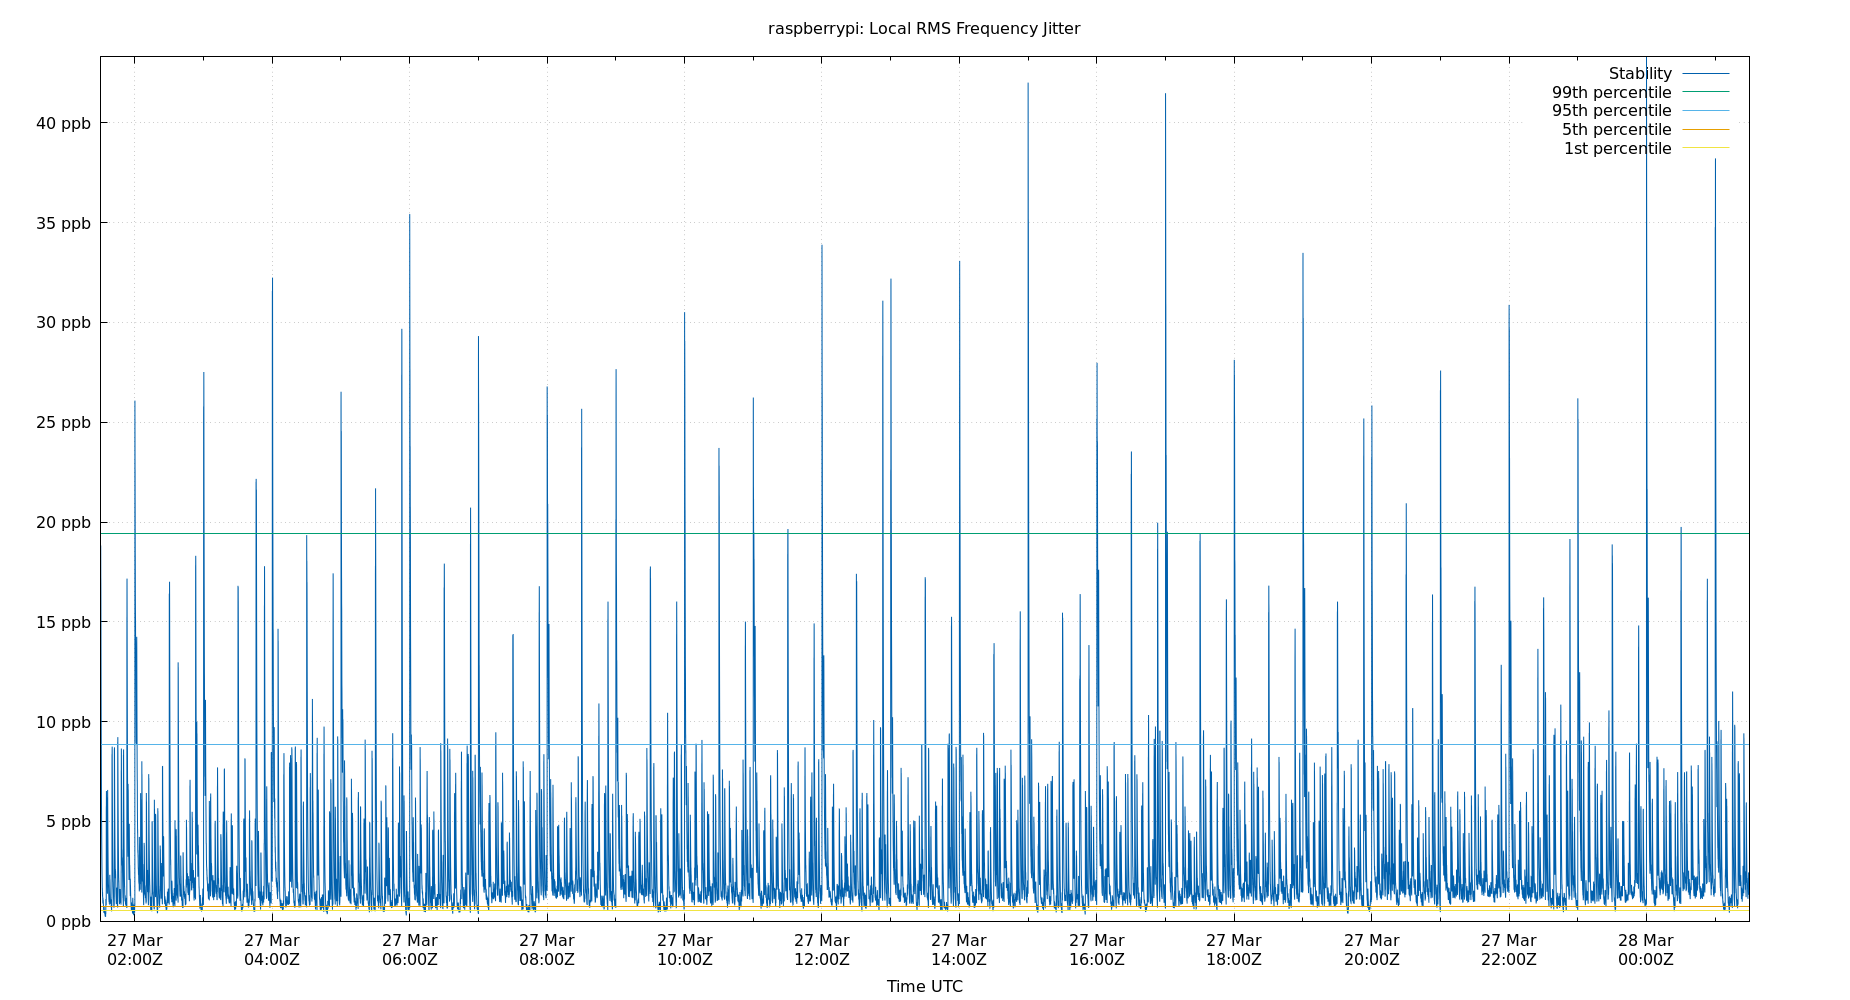 raspberrypi: Local RMS Frequency Jitter
Stability
99th percentile
95th percentile
5th percentile
1st percentile
40 ppb
35 ppb
30 ppb
25 ppb
20 ppb
15 ppb
10 ppb
5 ppb
0 ppb
27 Mar 27 Mar 27 Mar 27 Mar 27 Mar 27 Mar 27 Mar 27 Mar 27 Mar 27 Mar 27 Mar 28 Mar
02:00Z 04:00Z 06:00Z 08:00Z 10:00Z 12:00Z 14:00Z 16:00Z 18:00Z 20:00Z 22:00Z 00:00Z
Time UTC